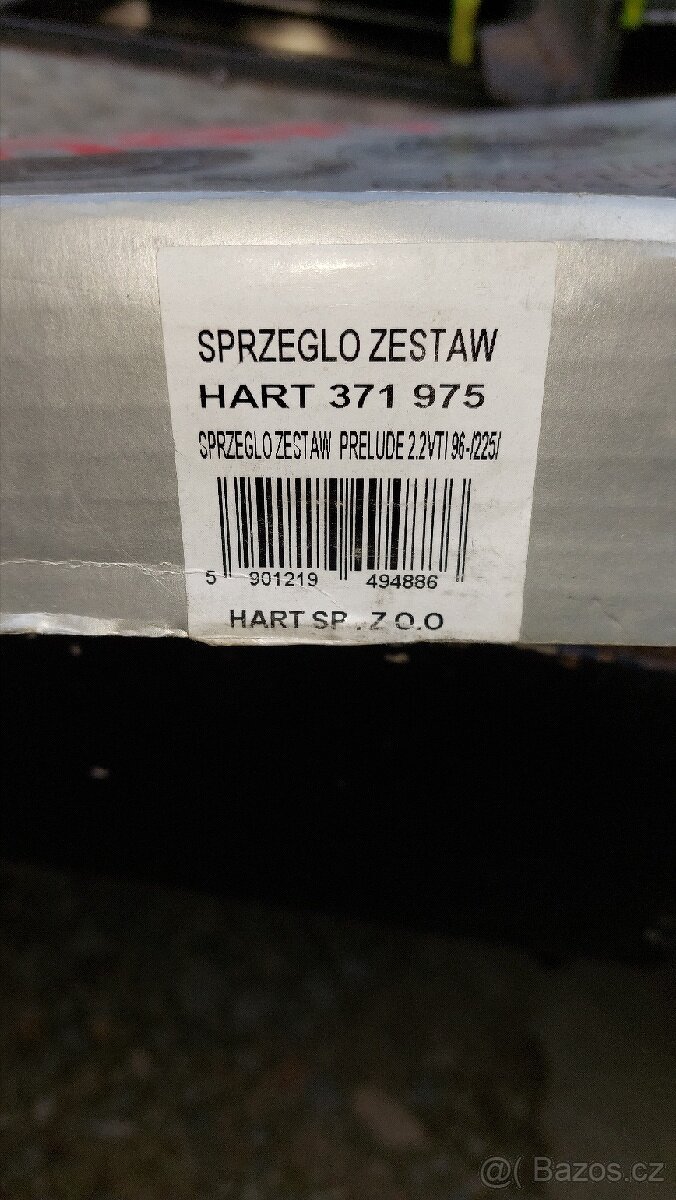 SPRZEGLO ZESTAW
HART 371 975
SPRZEGLO ZESTAW PRELUDE 2.2VTI 96-/225/
5 901219 494886
HART SP . Z O.O
@( Bazos.cz